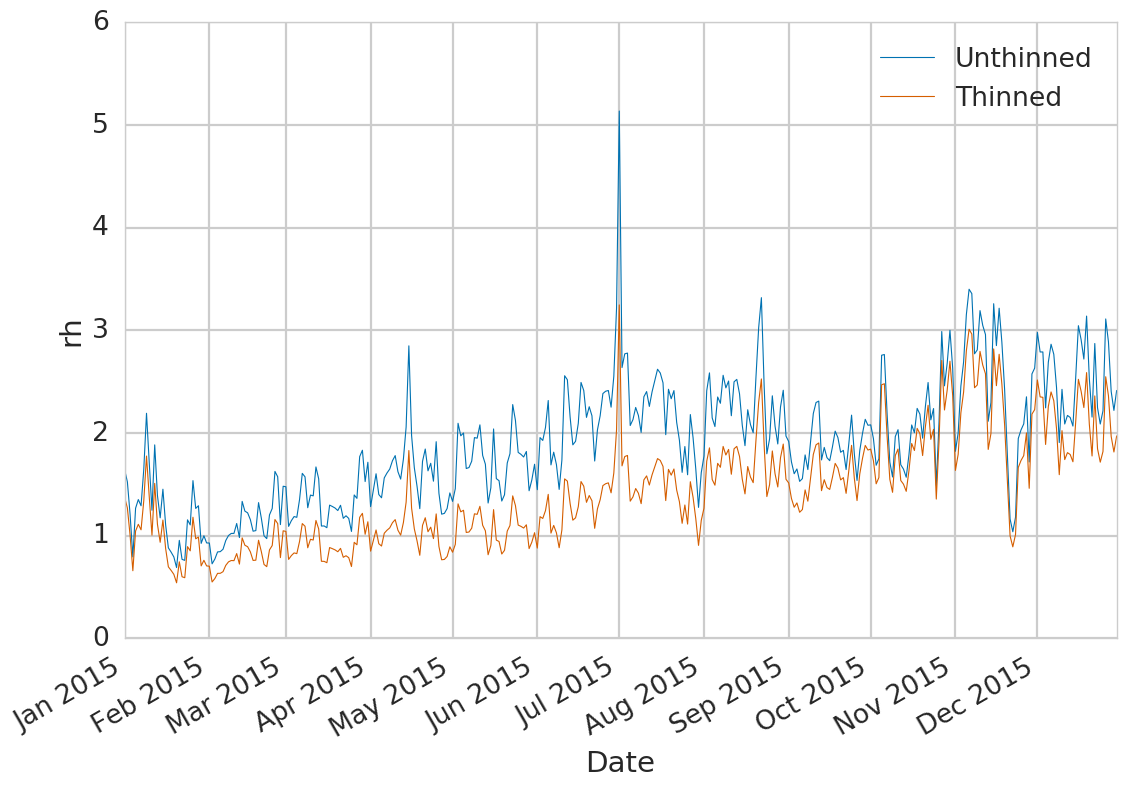 6
5
4
3
2
1
0
rh
Unthinned
Thinned
Jan 2015
Feb 2015
Mar 2015
Apr 2015
May 2015
Jun 2015
Jul 2015
Aug 2015
Sep 2015
Oct 2015
Nov 2015
Dec 2015
Date